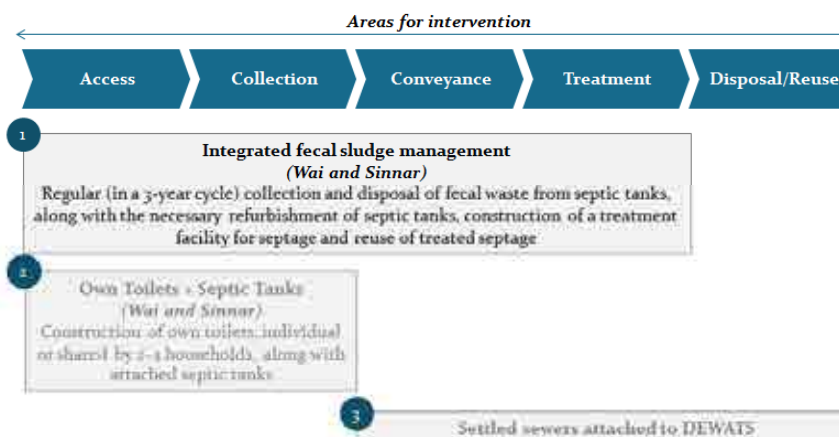 Areas for intervention
Access Collection Conveyance Treatment Disposal/Reuse
1
Integrated fecal sludge management
(Wai and Sinnar)
Regular (in a 3-year cycle) collection and disposal of fecal waste from septic tanks,
along with the necessary refurbishment of septic tanks, construction of a treatment
facility for septage and reuse of treated septage
2
Own Toilets + Septic Tanks
(Wai and Sinnar)
Construction of own toilets, individual
or shared by households, along with
attached septic tanks
3
Settled sewers attached to DEWATS